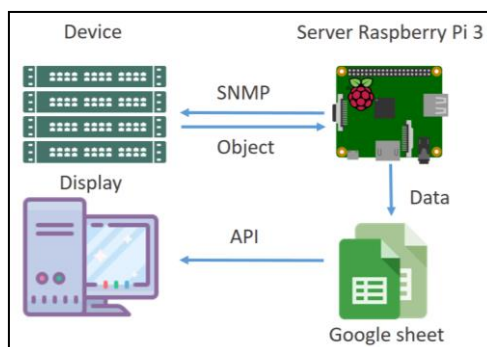 Device
Server Raspberry Pi 3
SNMP
Object
Display
Data
API
Google sheet